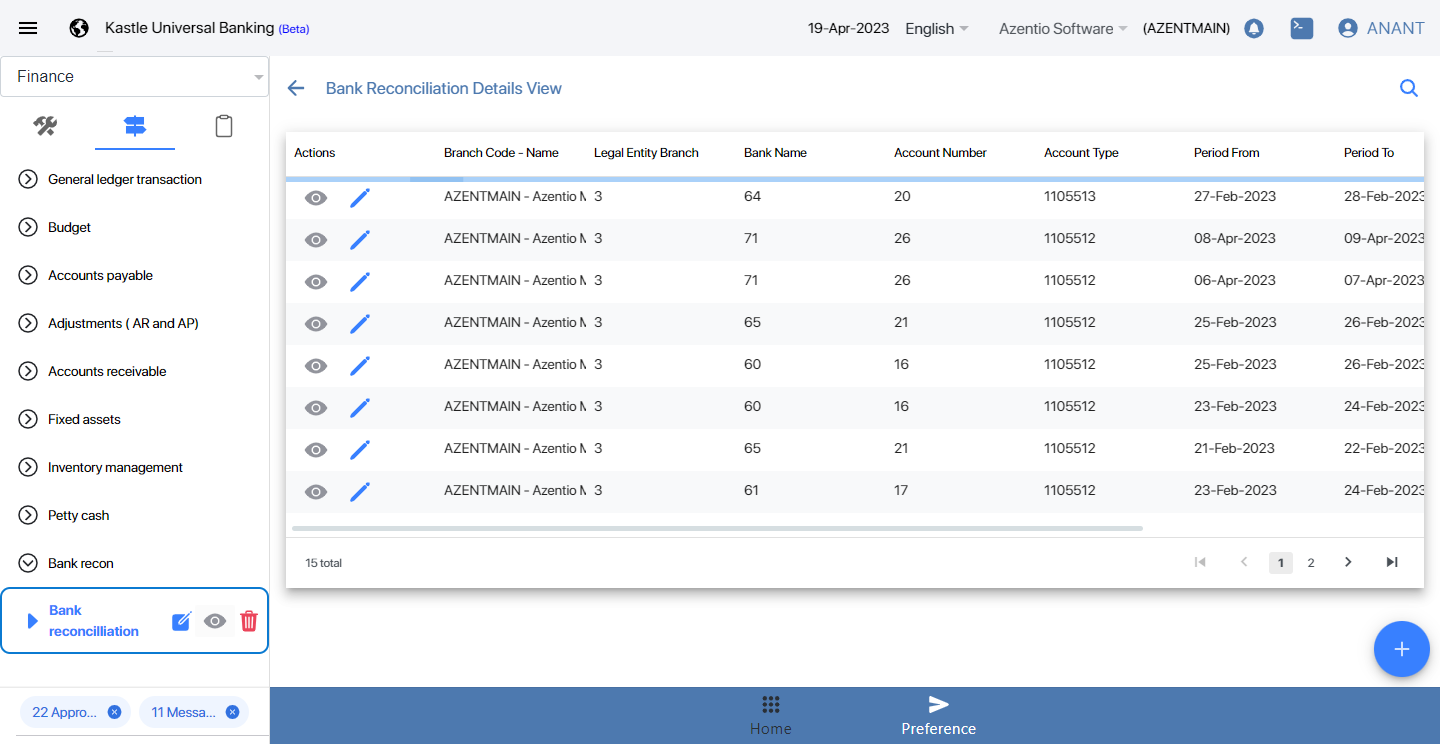 Kastle Universal Banking (Beta)
19-Apr-2023
English
Azentio Software
(AZENTMAIN)
ANANT
Finance
General ledger transaction
Budget
Accounts payable
Adjustments ( AR and AP)
Accounts receivable
Fixed assets
Inventory management
Petty cash
Bank recon
Bank
reconcilliation
22 Appro...
11 Messa...
Bank Reconciliation Details View
Actions Branch Code - Name Legal Entity Branch Bank Name Account Number Account Type Period From Period To
AZENTMAIN - Azentio M 3 64 20 1105513 27-Feb-2023 28-Feb-2023
AZENTMAIN - Azentio M 3 71 26 1105512 08-Apr-2023 09-Apr-2023
AZENTMAIN - Azentio M 3 71 26 1105512 06-Apr-2023 07-Apr-2023
AZENTMAIN - Azentio M 3 65 21 1105512 25-Feb-2023 26-Feb-2023
AZENTMAIN - Azentio M 3 60 16 1105512 25-Feb-2023 26-Feb-2023
AZENTMAIN - Azentio M 3 60 16 1105512 23-Feb-2023 24-Feb-2023
AZENTMAIN - Azentio M 3 65 21 1105512 21-Feb-2023 22-Feb-2023
AZENTMAIN - Azentio M 3 61 17 1105512 23-Feb-2023 24-Feb-2023
15 total
1 2
Home
Preference